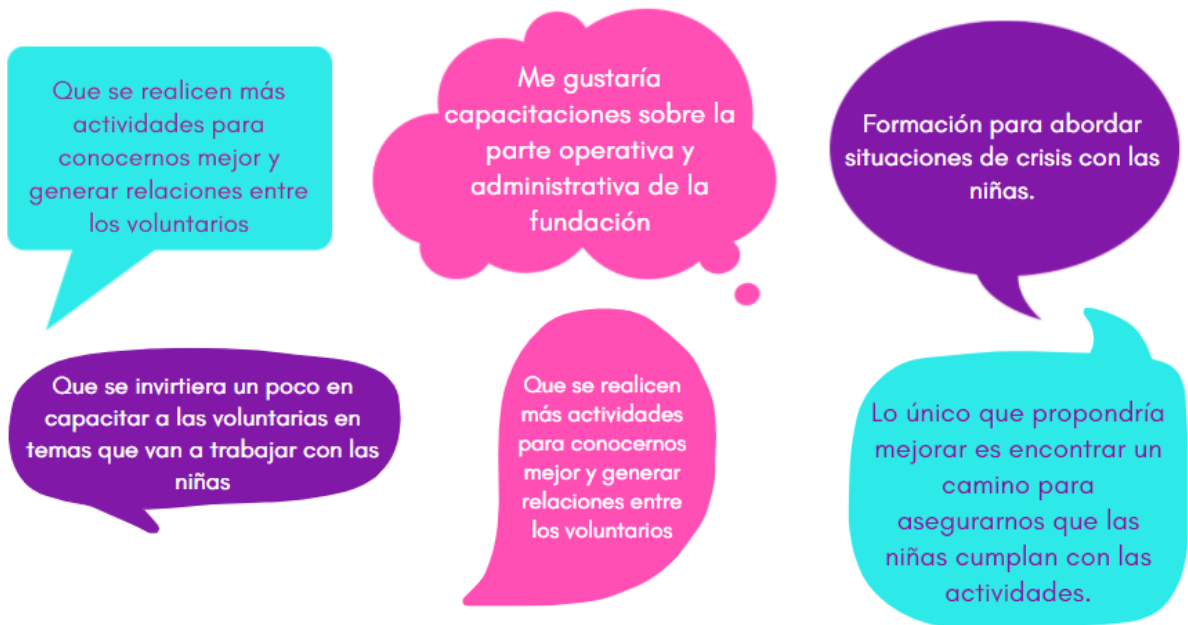 Que se realicen más
actividades para
conocernos mejor y
generar relaciones entre
los voluntarios
Me gustaría
capacitaciones sobre la
parte operativa y
administrativa de la
fundación
Formación para abordar
situaciones de crisis con las
niñas.
Que se invirtiera un poco en
capacitar a las voluntarias en
temas que van a trabajar con las
niñas
Que se realicen
más actividades
para conocernos
mejor y generar
relaciones entre
los voluntarios
Lo único que propondría
mejorar es encontrar un
camino para
asegurarnos que las
niñas cumplan con las
actividades.